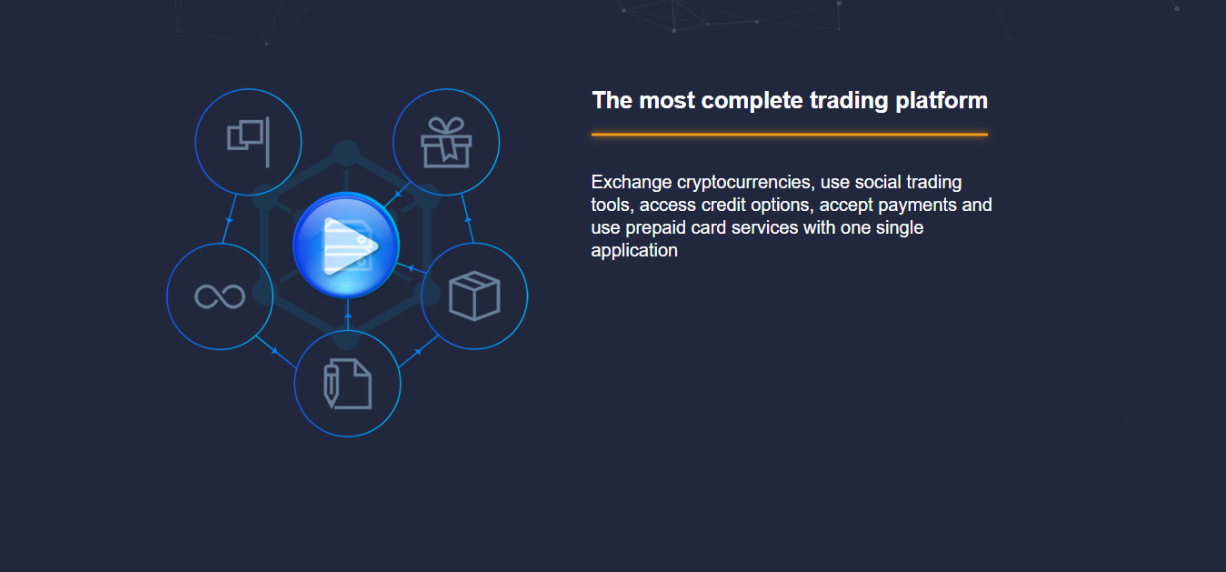 The most complete trading platform
Exchange cryptocurrencies, use social trading
tools, access credit options, accept payments and
use prepaid card services with one single
application